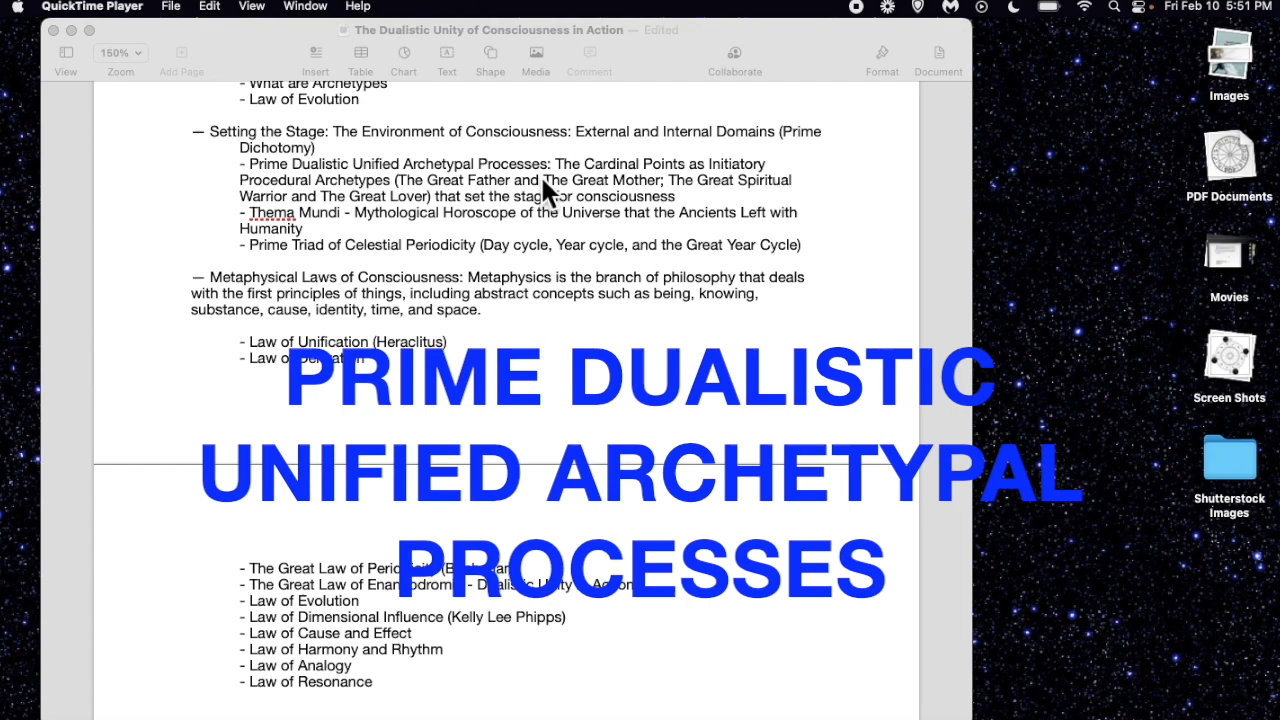 QuickTime Player File Edit View Window Help Fri Feb 10 5:51 PM
The Dualistic Unity of Consciousness in Action — Edited
150%
View Zoom Add Page Insert Table Chart Text Shape Media Comment Collaborate Format Document
- What are Archetypes
- Law of Evolution
— Setting the Stage: The Environment of Consciousness: External and Internal Domains (Prime
Dichotomy)
- Prime Dualistic Unified Archetypal Processes: The Cardinal Points as Initiatory
Procedural Archetypes (The Great Father and The Great Mother; The Great Spiritual
Warrior and The Great Lover) that set the stage for consciousness
- Thema Mundi - Mythological Horoscope of the Universe that the Ancients Left with
Humanity
- Prime Triad of Celestial Periodicity (Day cycle, Year cycle, and the Great Year Cycle)
— Metaphysical Laws of Consciousness: Metaphysics is the branch of philosophy that deals
with the first principles of things, including abstract concepts such as being, knowing,
substance, cause, identity, time, and space.
- Law of Unification (Heraclitus)
- Law of
PRIME DUALISTIC
UNIFIED ARCHETYPAL
PROCESSES
- The Great Law of
- The Great Law of
- Law of Evolution
- Law of Dimensional Influence (Kelly Lee Phipps)
- Law of Cause and Effect
- Law of Harmony and Rhythm
- Law of Analogy
- Law of Resonance
Images
PDF Documents
Movies
Screen Shots
Shutterstock
Images